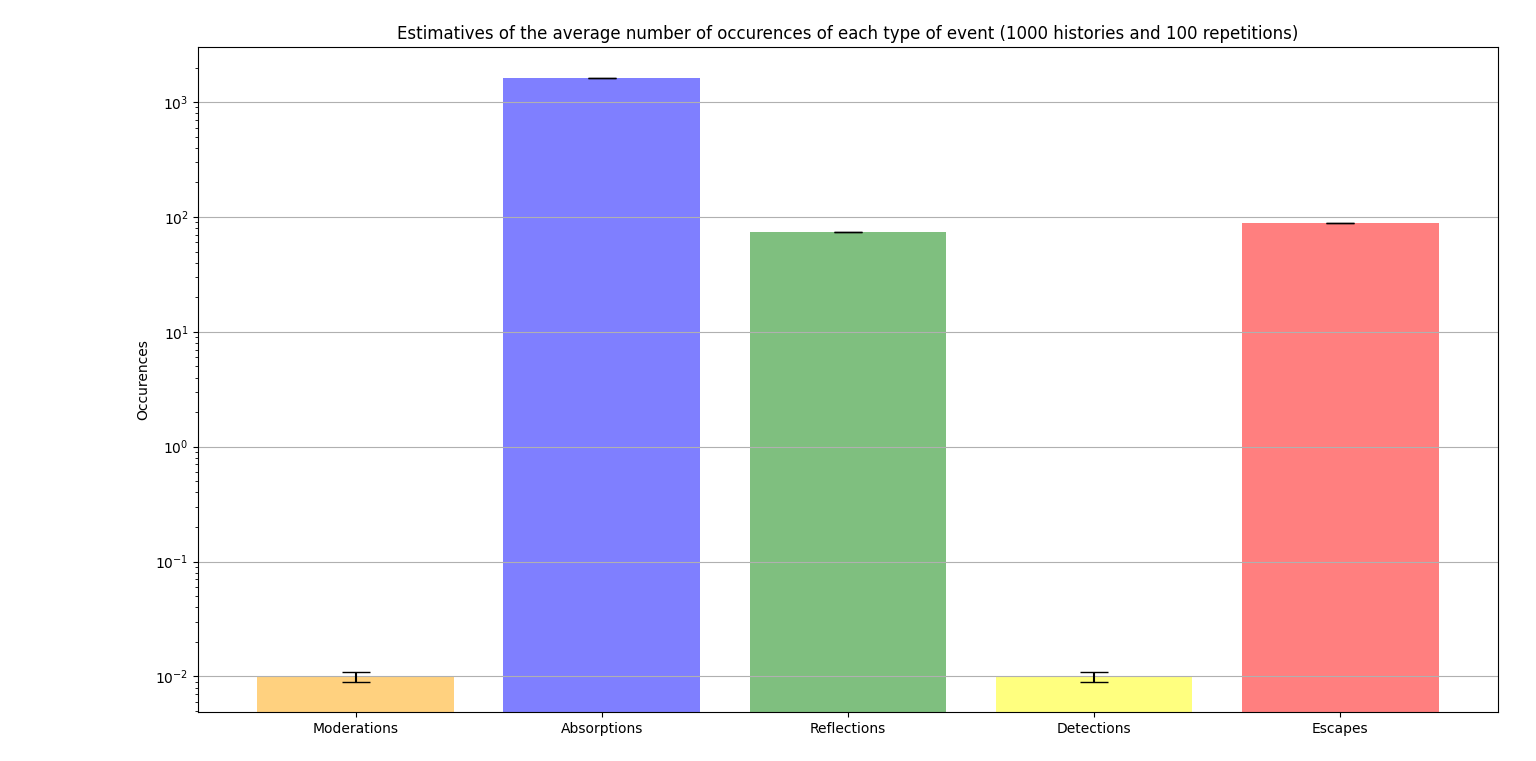 Estimatives of the average number of occurences of each type of event (1000 histories and 100 repetitions)
Occurences
10³
10²
10¹
10⁰
10⁻¹
10⁻²
Moderations Absorptions Reflections Detections Escapes